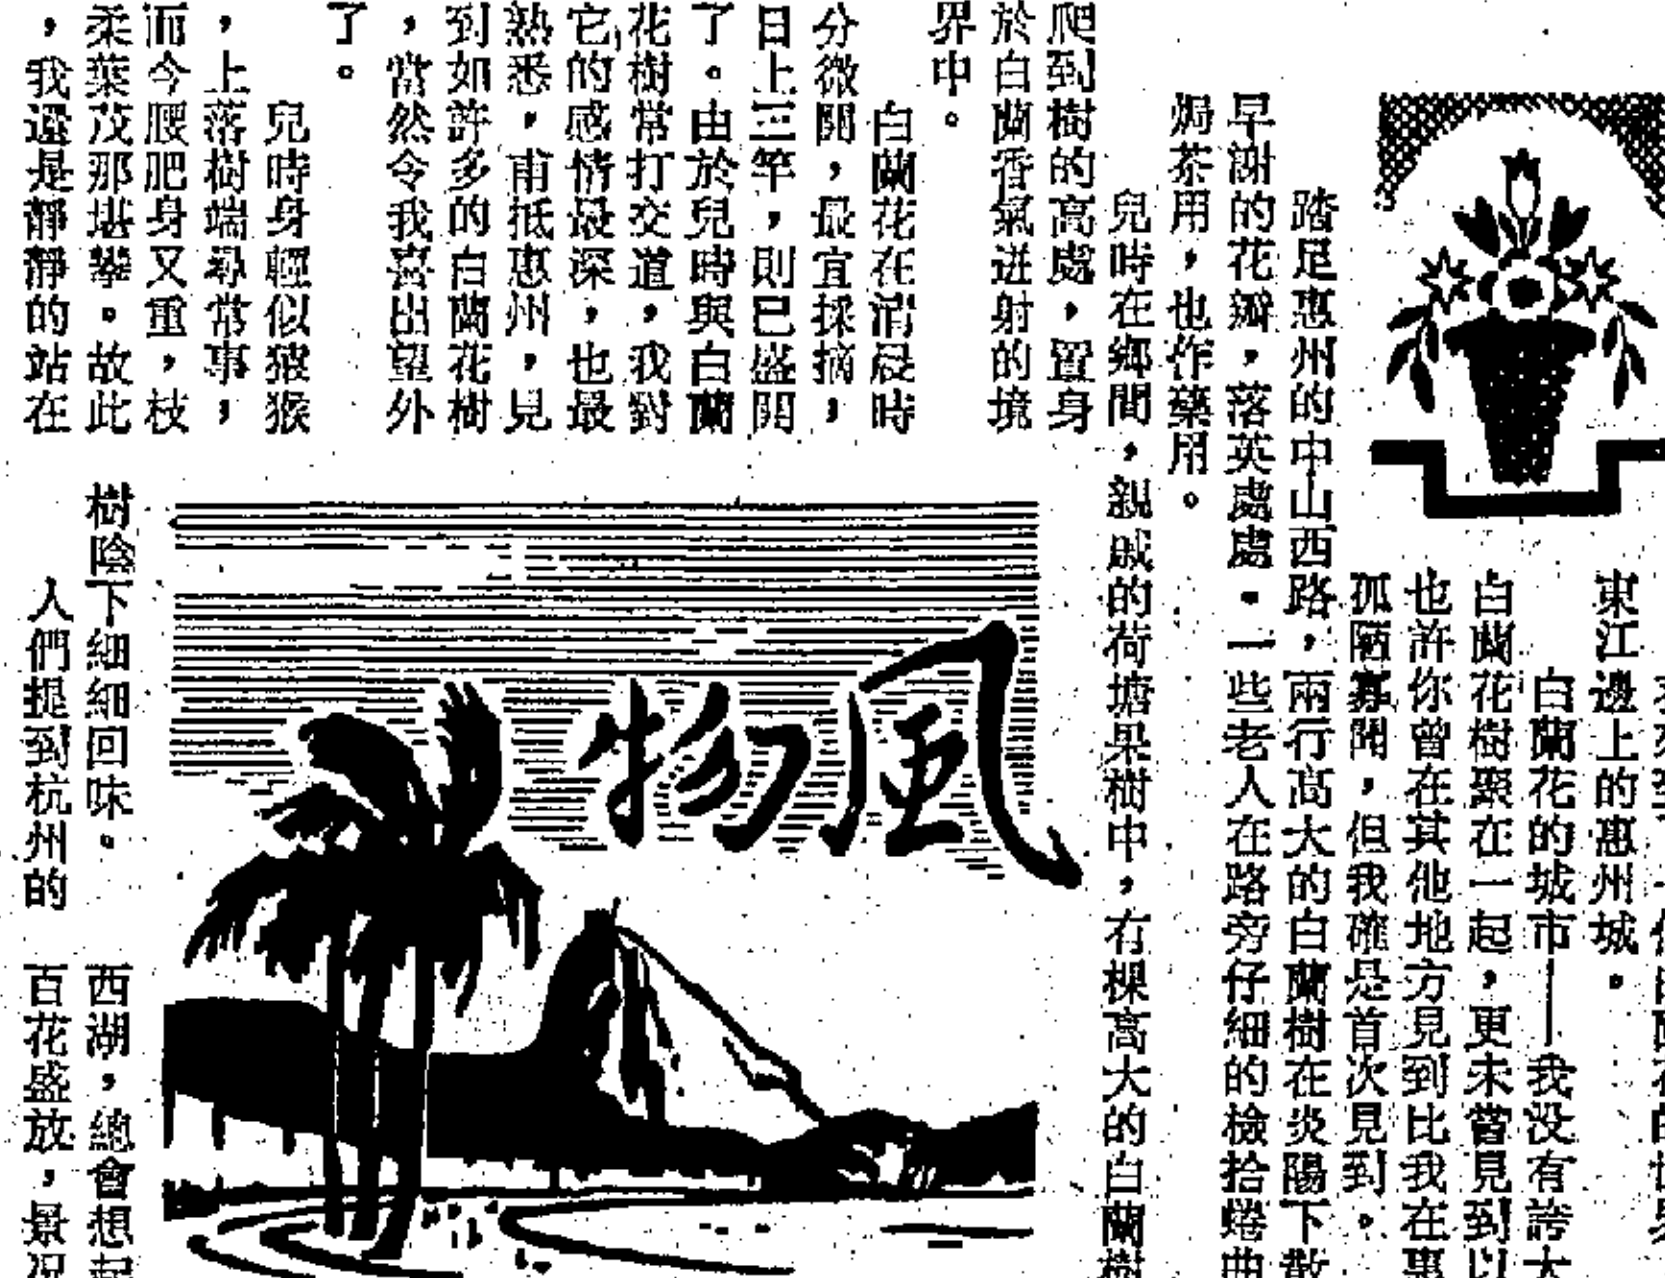 東江邊上的惠州城。
白蘭花的城市——我没有誇大
白蘭花樹聚在一起，更未嘗見到以
也許你曾在其他地方見到比我在惠
孤陋寡聞，但我確是首次見到。
踏足惠州的中山西路，兩行高大的白蘭樹在炎陽下散
早謝的花瓣，落英處處。一些老人在路旁仔細的檢拾蜷曲
焗茶用，也作藥用。
兒時在鄉間，親戚的荷塘果樹中，有棵高大的白蘭樹
爬到樹的高處，置身
於白蘭香氣迸射的境
界中。
白蘭花在清晨時
分微開，最宜採摘，
日上三竿，則已盛開
了。由於兒時與白蘭
花樹常打交道，我對
它的感情最深，也最
熟悉，甫抵惠州，見
到如許多的白蘭花樹
，當然令我喜出望外
了。
兒時身輕似猿猴
，上落樹端尋常事，
而今腰肥身又重，枝
柔葉茂那堪攀。故此
，我還是靜靜的站在
風物
樹陰下細細回味。
人們提到杭州的
西湖，總會想起
百花盛放，景况